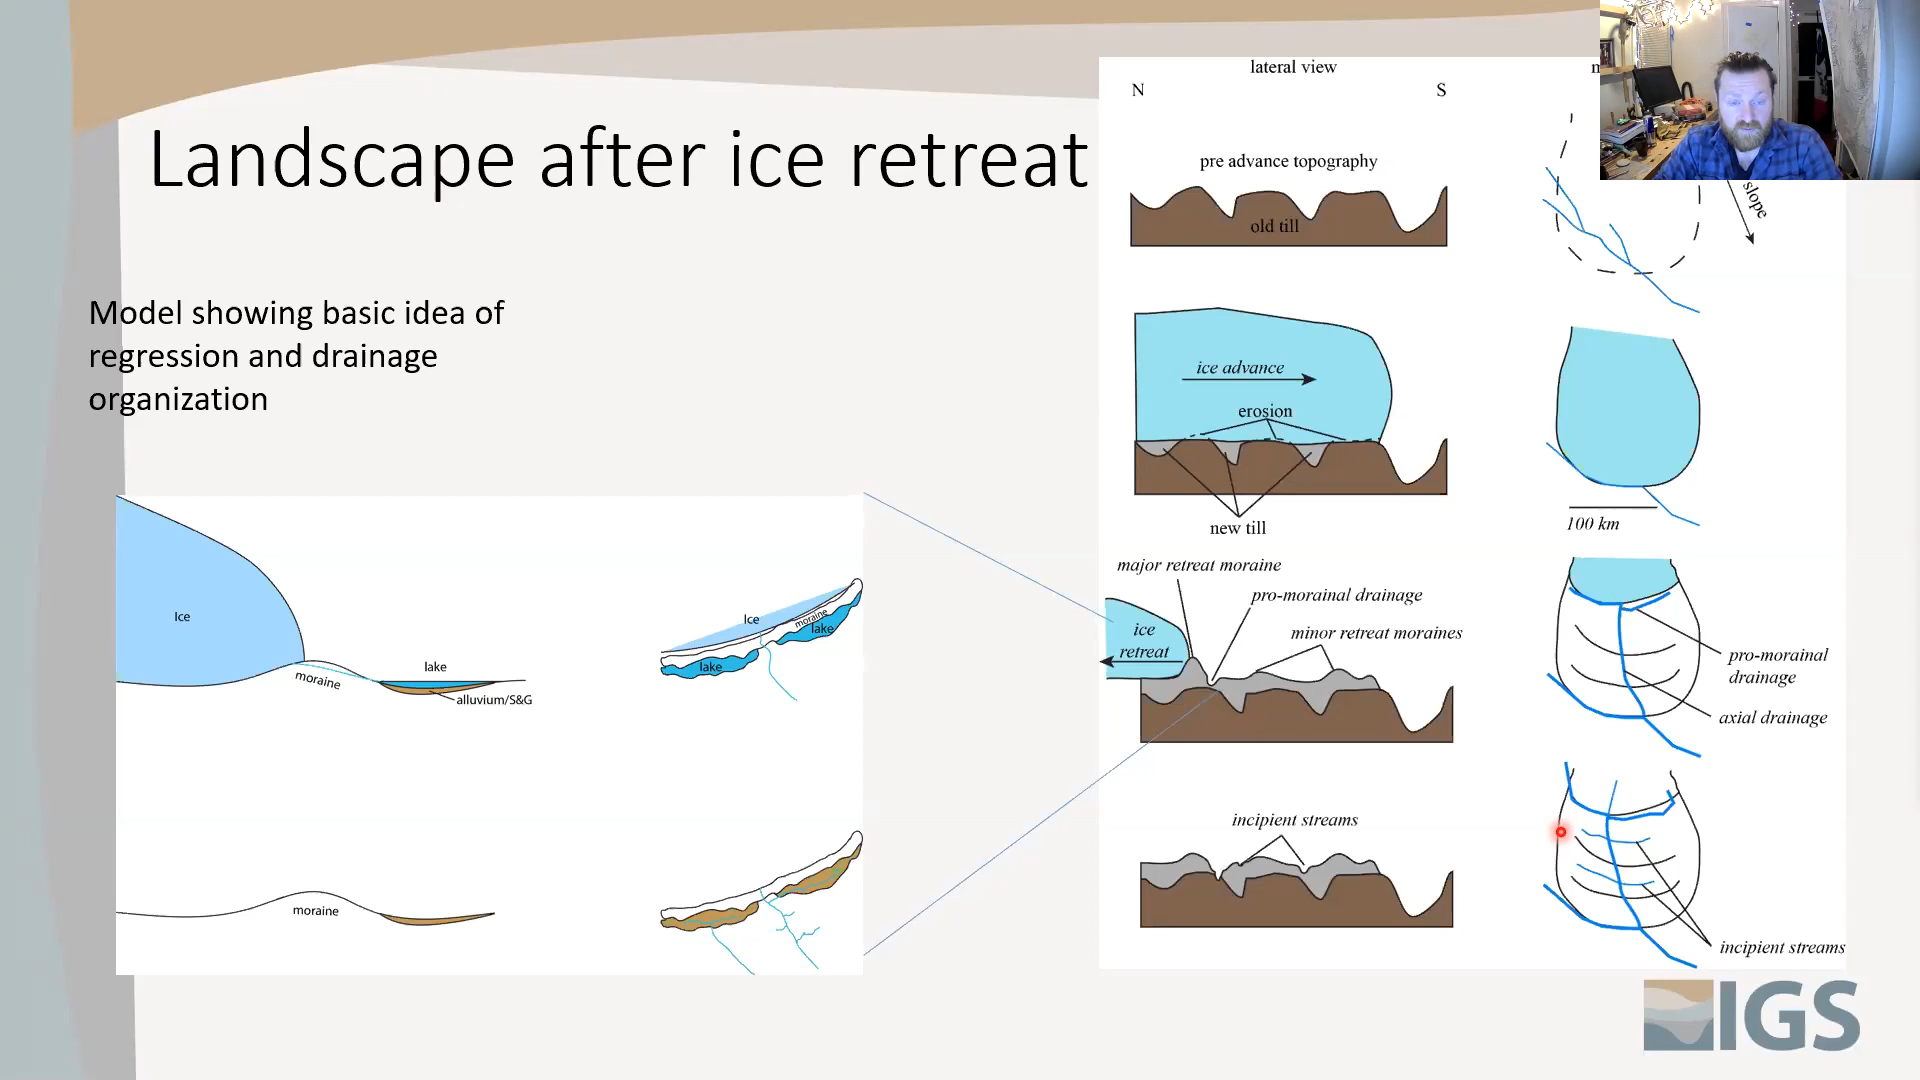 Landscape after ice retreat
Model showing basic idea of
regression and drainage
organization
Ice
lake
moraine
alluvium/S&G
Ice
moraine
lake
lake
moraine
lateral view
N
S
pre advance topography
old till
slope
ice advance
erosion
new till
100 km
major retreat moraine
pro-morainal drainage
minor retreat moraines
ice
retreat
pro-morainal
drainage
axial drainage
incipient streams
incipient streams
IGS